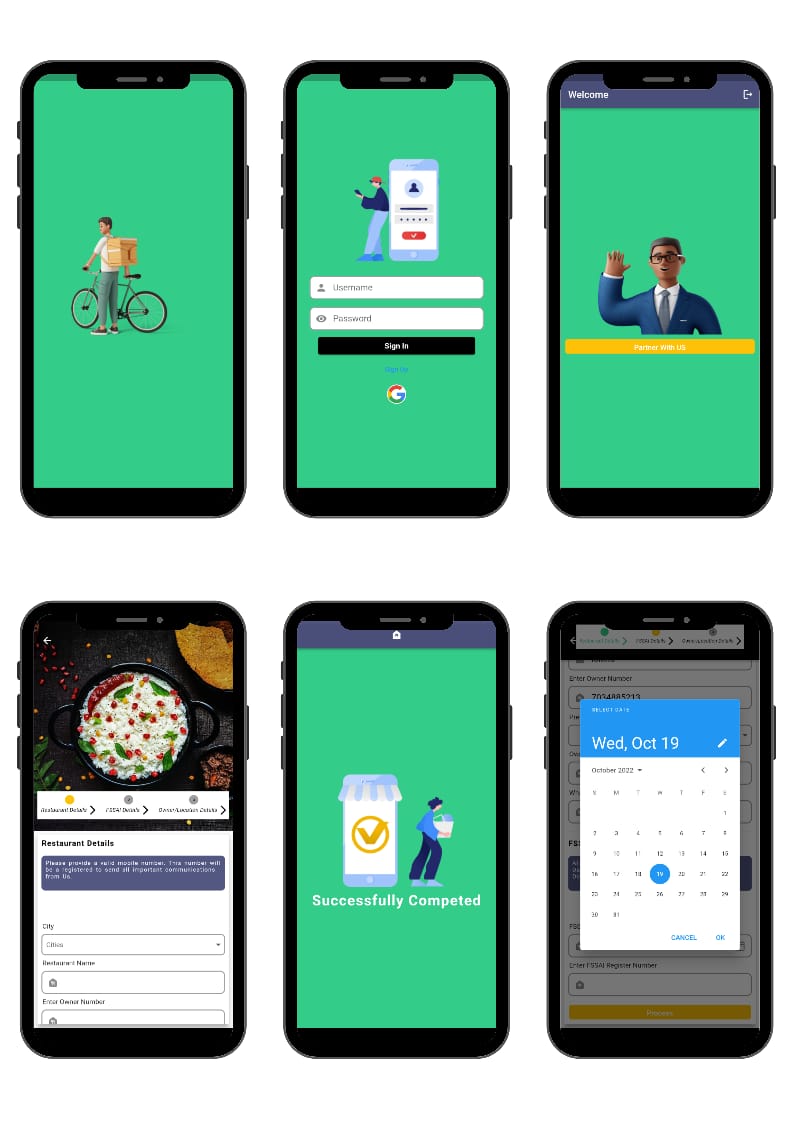 Username
Password
Sign In
Sign Up
Welcome
Partner With US
Restaurant Details
FSSAI Details
Owner/Location Details
Restaurant Details
Please provide a valid mobile number. This number will
be a registered to send all important communications
from Us.
City
Cities
Restaurant Name
Enter Owner Number
Successfully Competed
Restaurant Details
FSSAI Details
Owner/Location Details
Enter Owner Number
7034885213
SELECT DATE
Wed, Oct 19
October 2022
S M T W T F S
1
2 3 4 5 6 7 8
9 10 11 12 13 14 15
16 17 18 19 20 21 22
23 24 25 26 27 28 29
30 31
CANCEL OK
Enter FSSAI Register Number
Process